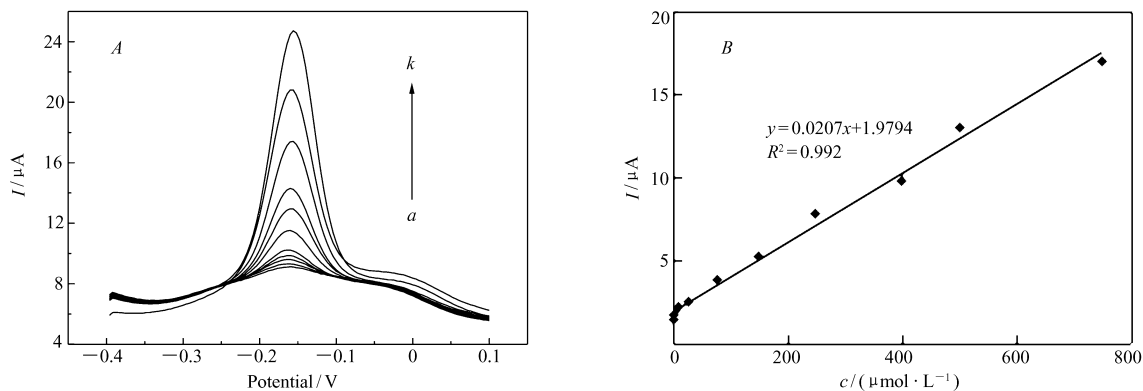 A
k
a
24
20
16
12
8
4
I/μA
−0.4 −0.3 −0.2 −0.1 0 0.1
Potential/V
B
y=0.0207x+1.9794
R²=0.992
20
15
10
5
I/μA
0 200 400 600 800
c/(μmol·L⁻¹)